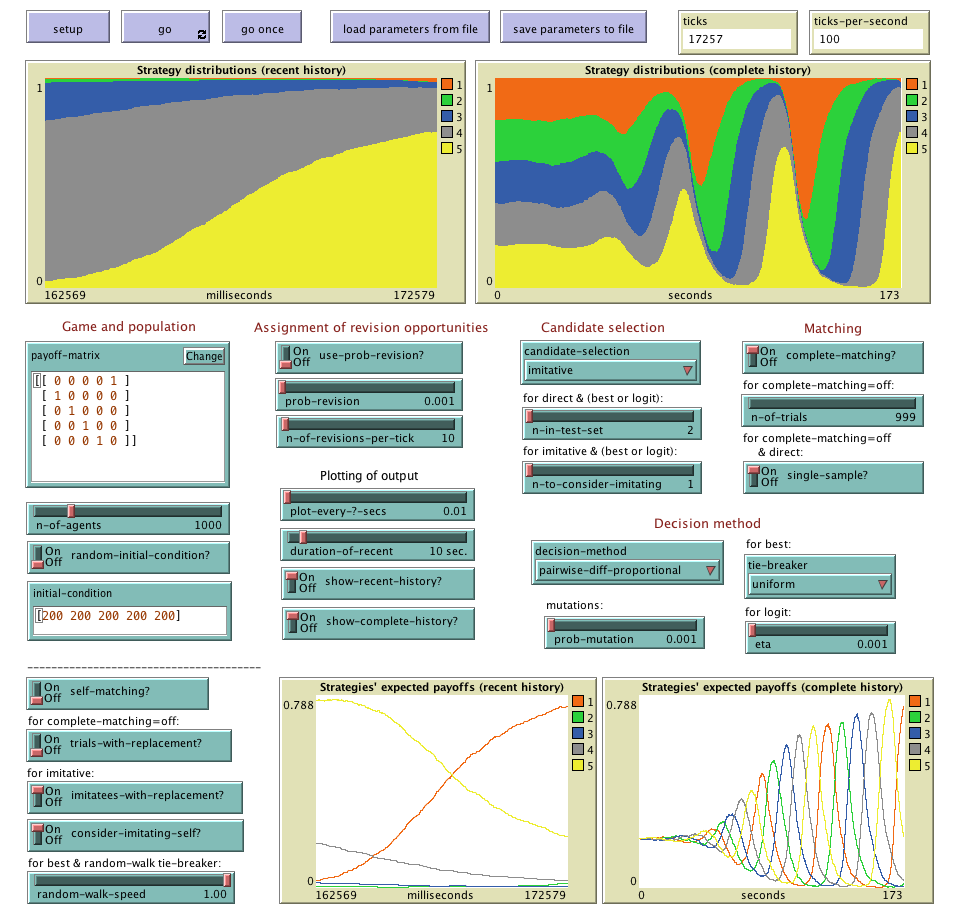 setup
go
go once
load parameters from file
save parameters to file
ticks
17257
ticks-per-second
100
Strategy distributions (recent history)
1
0
162569
milliseconds
172579
1
2
3
4
5
Strategy distributions (complete history)
1
0
0
seconds
173
1
2
3
4
5
Game and population
payoff-matrix
Change
[[ 0 0 0 0 1 ]
[ 1 0 0 0 0 ]
[ 0 1 0 0 0 ]
[ 0 0 1 0 0 ]
[ 0 0 0 1 0 ]]
n-of-agents 1000
On
Off
random-initial-condition?
initial-condition
[200 200 200 200 200]
Assignment of revision opportunities
On
Off
use-prob-revision?
prob-revision 0.001
n-of-revisions-per-tick 10
Plotting of output
plot-every-?-secs 0.01
duration-of-recent 10 sec.
On
Off
show-recent-history?
On
Off
show-complete-history?
Candidate selection
candidate-selection
imitative
for direct & (best or logit):
n-in-test-set 2
for imitative & (best or logit):
n-to-consider-imitating 1
Matching
On
Off
complete-matching?
for complete-matching=off:
n-of-trials 999
for complete-matching=off
& direct:
On
Off
single-sample?
Decision method
decision-method
pairwise-diff-proportional
mutations:
prob-mutation 0.001
for best:
tie-breaker
uniform
for logit:
eta 0.001
------------------------------------
On
Off
self-matching?
for complete-matching=off:
On
Off
trials-with-replacement?
for imitative:
On
Off
imitatees-with-replacement?
On
Off
consider-imitating-self?
for best & random-walk tie-breaker:
random-walk-speed 1.00
Strategies' expected payoffs (recent history)
0.788
0
162569
milliseconds
172579
1
2
3
4
5
Strategies' expected payoffs (complete history)
0.788
0
0
seconds
173
1
2
3
4
5